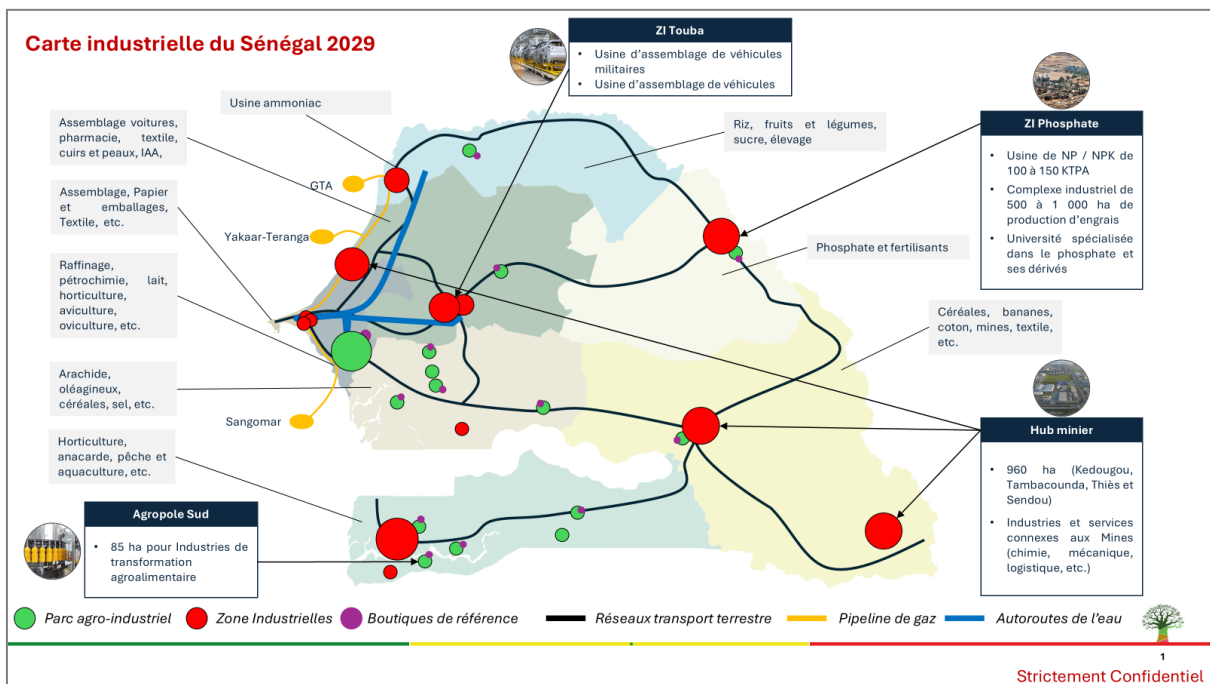 Carte industrielle du Sénégal 2029
ZI Touba
• Usine d'assemblage de véhicules
militaires
• Usine d'assemblage de véhicules
Usine ammoniac
Assemblage voitures,
pharmacie, textile,
cuirs et peaux, IAA,
Riz, fruits et légumes,
sucre, élevage
ZI Phosphate
• Usine de NP / NPK de
100 à 150 KTPA
• Complexe industriel de
500 à 1 000 ha de
production d'engrais
• Université spécialisée
dans le phosphate et
ses dérivés
GTA
Assemblage, Papier
et emballages,
Textile, etc.
Yakaar-Teranga
Phosphate et fertilisants
Raffinage,
pétrochimie, lait,
horticulture,
aviculture,
oviculture, etc.
Céréales, bananes,
coton, mines, textile,
etc.
Arachide,
oléagineux,
céréales, sel, etc.
Sangomar
Hub minier
• 960 ha (Kedougou,
Tambacounda, Thiès et
Sendou)
• Industries et services
connexes aux Mines
(chimie, mécanique,
logistique, etc.)
Horticulture,
anacarde, pêche et
aquaculture, etc.
Agropole Sud
• 85 ha pour Industries de
transformation
agroalimentaire
Parc agro-industriel
Zone Industrielles
Boutiques de référence
Réseaux transport terrestre
Pipeline de gaz
Autoroutes de l'eau
1
Strictement Confidentiel